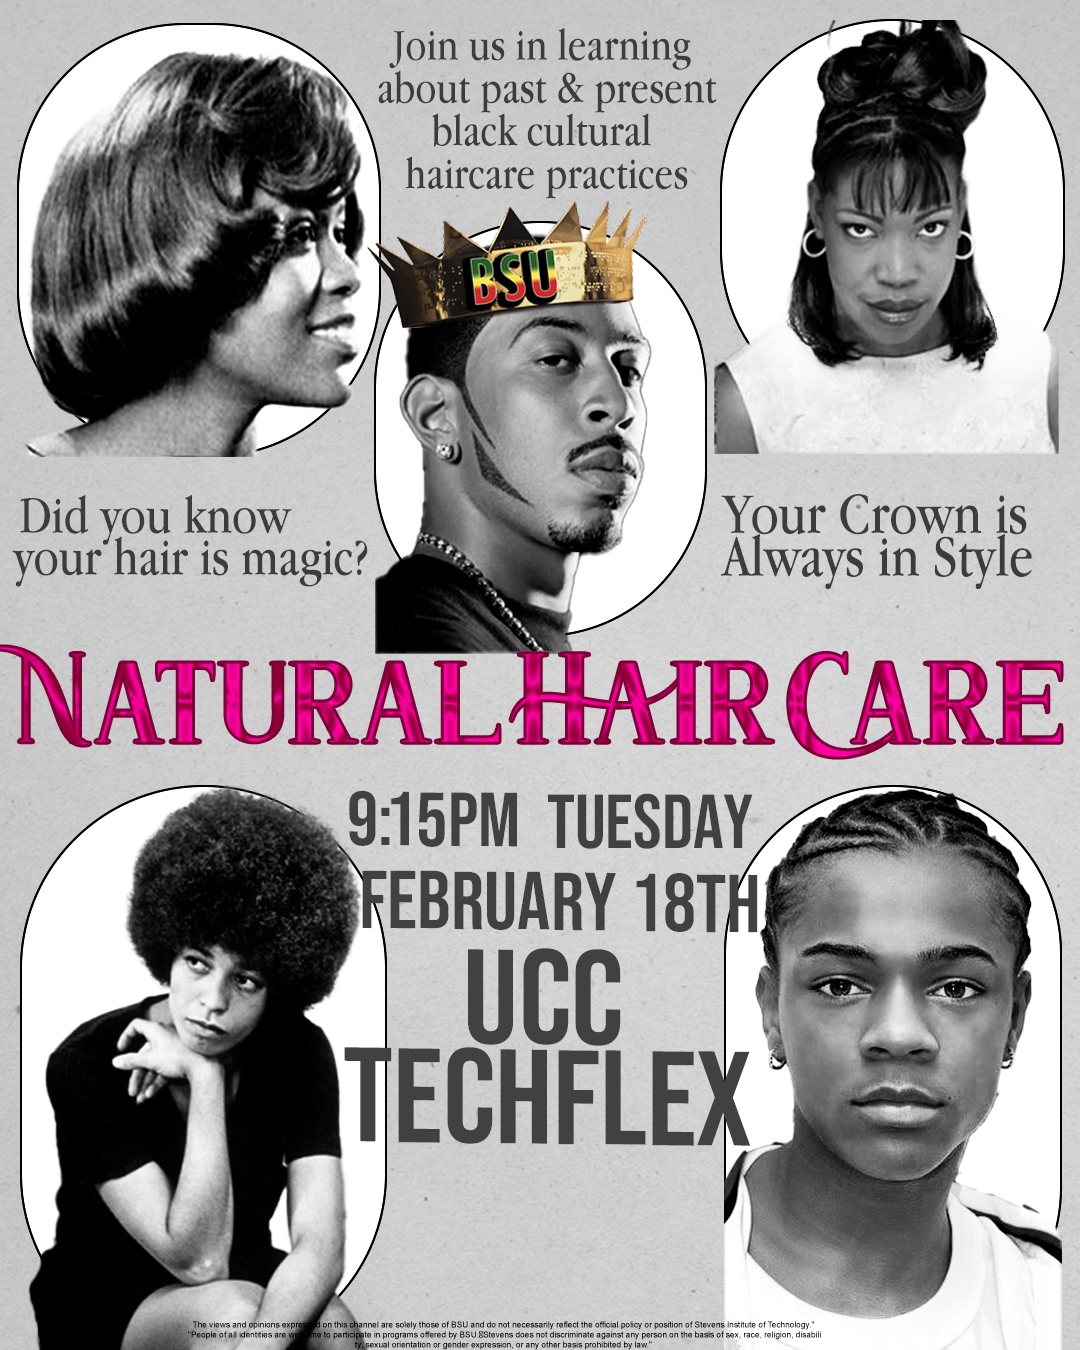 Join us in learning
about past & present
black cultural
haircare practices
BSU
Did you know
your hair is magic?
Your Crown is
Always in Style
NATURAL HAIR CARE
9:15PM TUESDAY
FEBRUARY 18TH
UCC
TECHFLEX
The views and opinions expressed on this channel are solely those of BSU and do not necessarily reflect the official policy or position of Stevens Institute of Technology."
"People of all identities are welcome to participate in programs offered by BSU. Stevens does not discriminate against any person on the basis of sex, race, religion, disabili
ty, sexual orientation or gender expression, or any other basis prohibited by law."